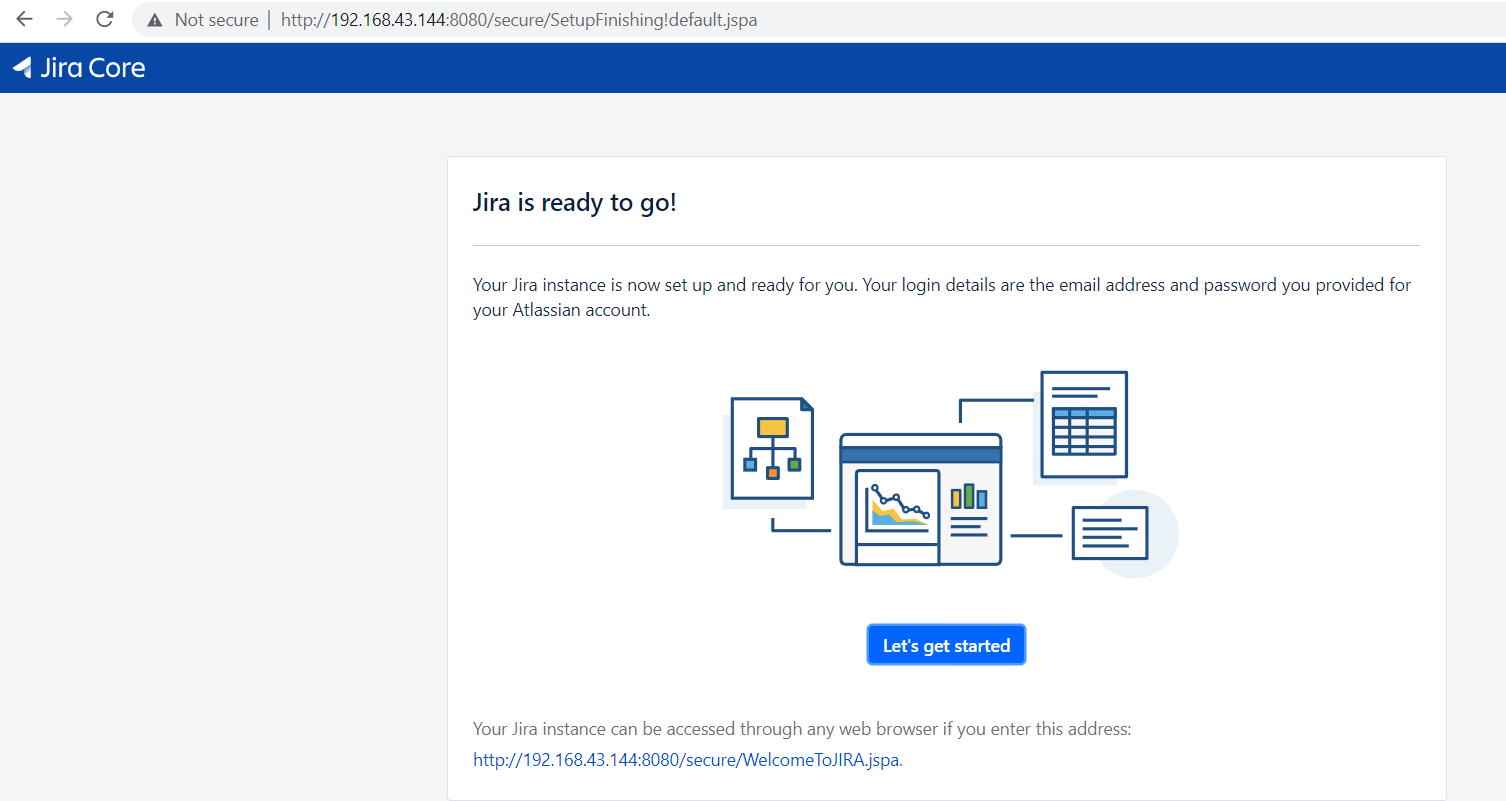 Not secure | http://192.168.43.144:8080/secure/SetupFinishing!default.jspa
Jira Core
Jira is ready to go!
Your Jira instance is now set up and ready for you. Your login details are the email address and password you provided for
your Atlassian account.
Let's get started
Your Jira instance can be accessed through any web browser if you enter this address:
http://192.168.43.144:8080/secure/WelcomeToJIRA.jspa.